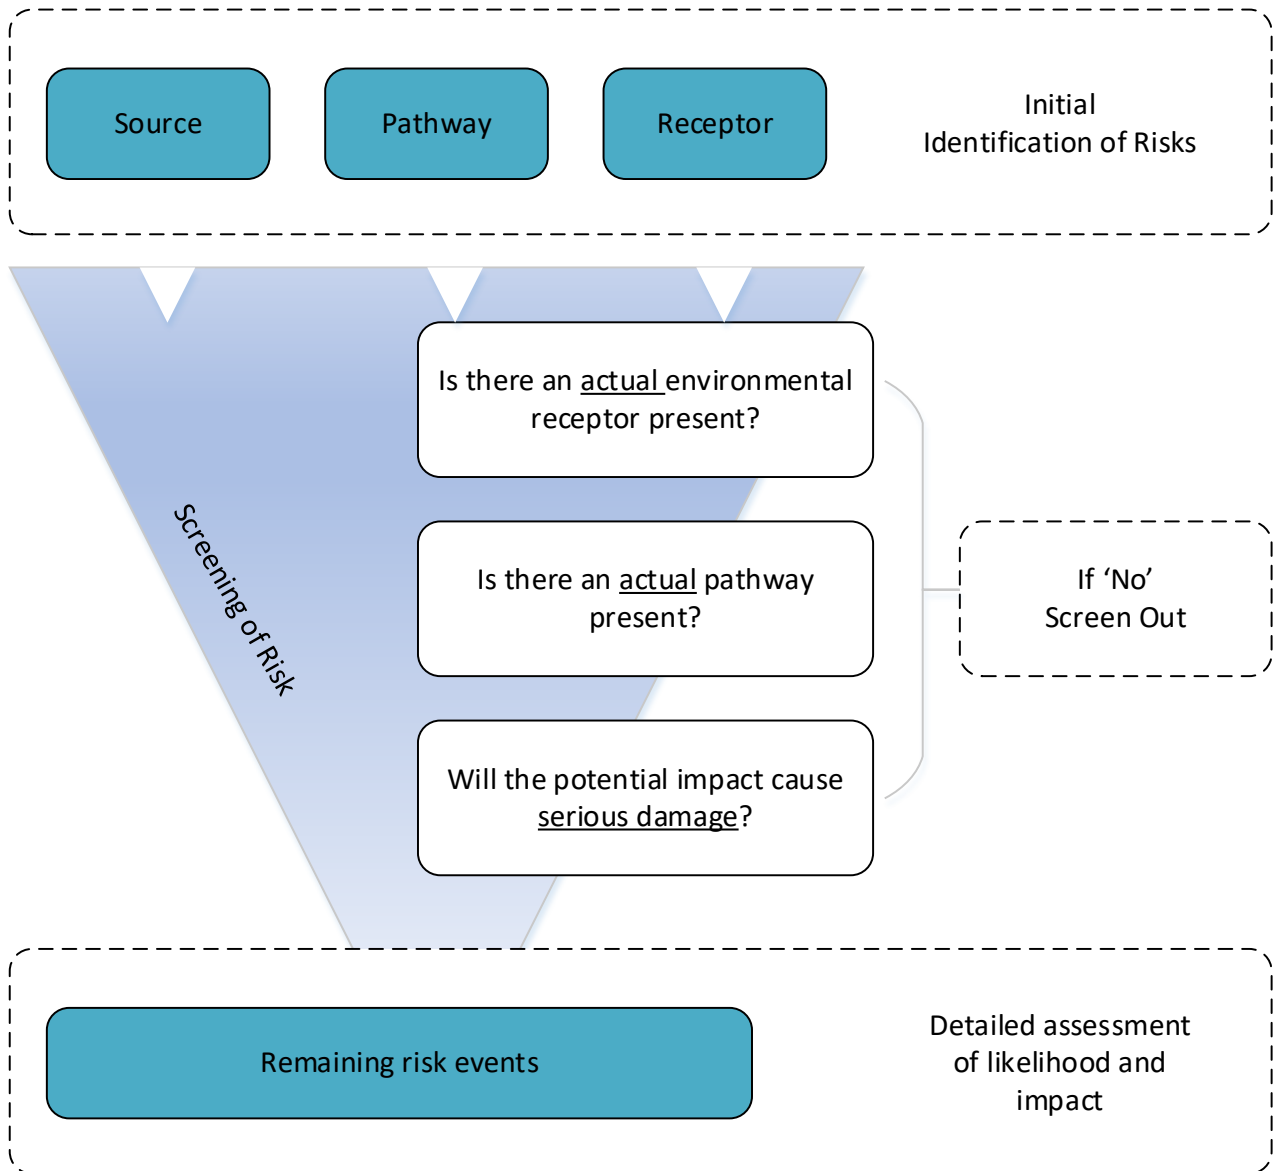 Source
Pathway
Receptor
Initial
Identification of Risks
Is there an actual environmental
receptor present?
Screening of Risk
Is there an actual pathway
present?
If ‘No’
Screen Out
Will the potential impact cause
serious damage?
Remaining risk events
Detailed assessment
of likelihood and
impact